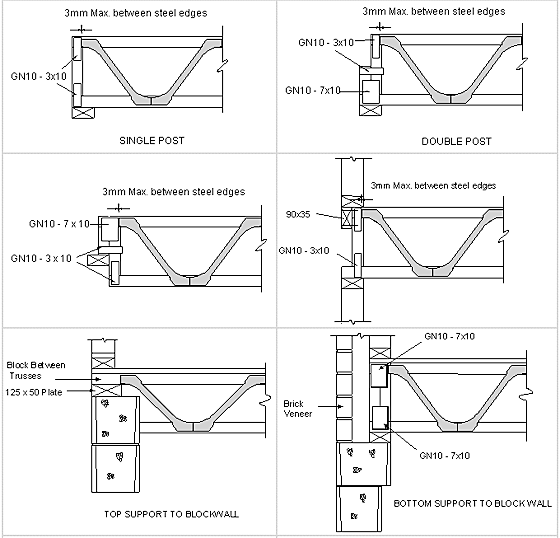 3mm Max. between steel edges
GN10 - 3x10
SINGLE POST
3mm Max. between steel edges
GN10 - 3x10
GN10 - 7x10
DOUBLE POST
3mm Max. between steel edges
GN10 - 7 x 10
GN10 - 3 x 10
3mm Max. between steel edges
90x35
GN10 - 3x10
Block Between
Trusses
125 x 50 Plate
TOP SUPPORT TO BLOCKWALL
GN10 - 7x10
Brick
Veneer
GN10 - 7x10
BOTTOM SUPPORT TO BLOCK WALL